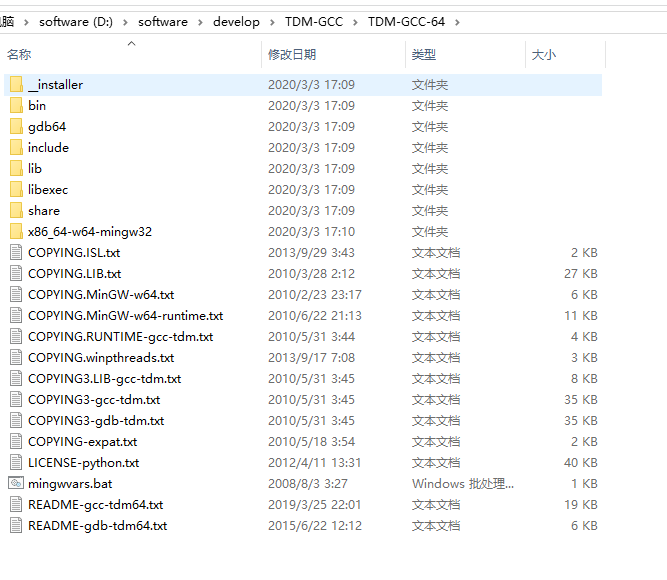 脑 > software (D:) > software > develop > TDM-GCC > TDM-GCC-64 >
名称 修改日期 类型 大小
__installer 2020/3/3 17:09 文件夹
bin 2020/3/3 17:09 文件夹
gdb64 2020/3/3 17:09 文件夹
include 2020/3/3 17:09 文件夹
lib 2020/3/3 17:09 文件夹
libexec 2020/3/3 17:09 文件夹
share 2020/3/3 17:09 文件夹
x86_64-w64-mingw32 2020/3/3 17:10 文件夹
COPYING.ISL.txt 2013/9/29 3:43 文本文档 2 KB
COPYING.LIB.txt 2010/3/28 2:12 文本文档 27 KB
COPYING.MinGW-w64.txt 2010/2/23 23:17 文本文档 6 KB
COPYING.MinGW-w64-runtime.txt 2010/6/22 21:13 文本文档 11 KB
COPYING.RUNTIME-gcc-tdm.txt 2010/5/31 3:44 文本文档 4 KB
COPYING.winpthreads.txt 2013/9/17 7:08 文本文档 3 KB
COPYING3.LIB-gcc-tdm.txt 2010/5/31 3:45 文本文档 8 KB
COPYING3-gcc-tdm.txt 2010/5/31 3:45 文本文档 35 KB
COPYING3-gdb-tdm.txt 2010/5/31 3:45 文本文档 35 KB
COPYING-expat.txt 2010/5/18 3:54 文本文档 2 KB
LICENSE-python.txt 2012/4/11 13:31 文本文档 40 KB
mingwvars.bat 2008/8/3 3:27 Windows 批处理... 1 KB
README-gcc-tdm64.txt 2019/3/25 22:01 文本文档 19 KB
README-gdb-tdm64.txt 2015/6/22 12:12 文本文档 6 KB